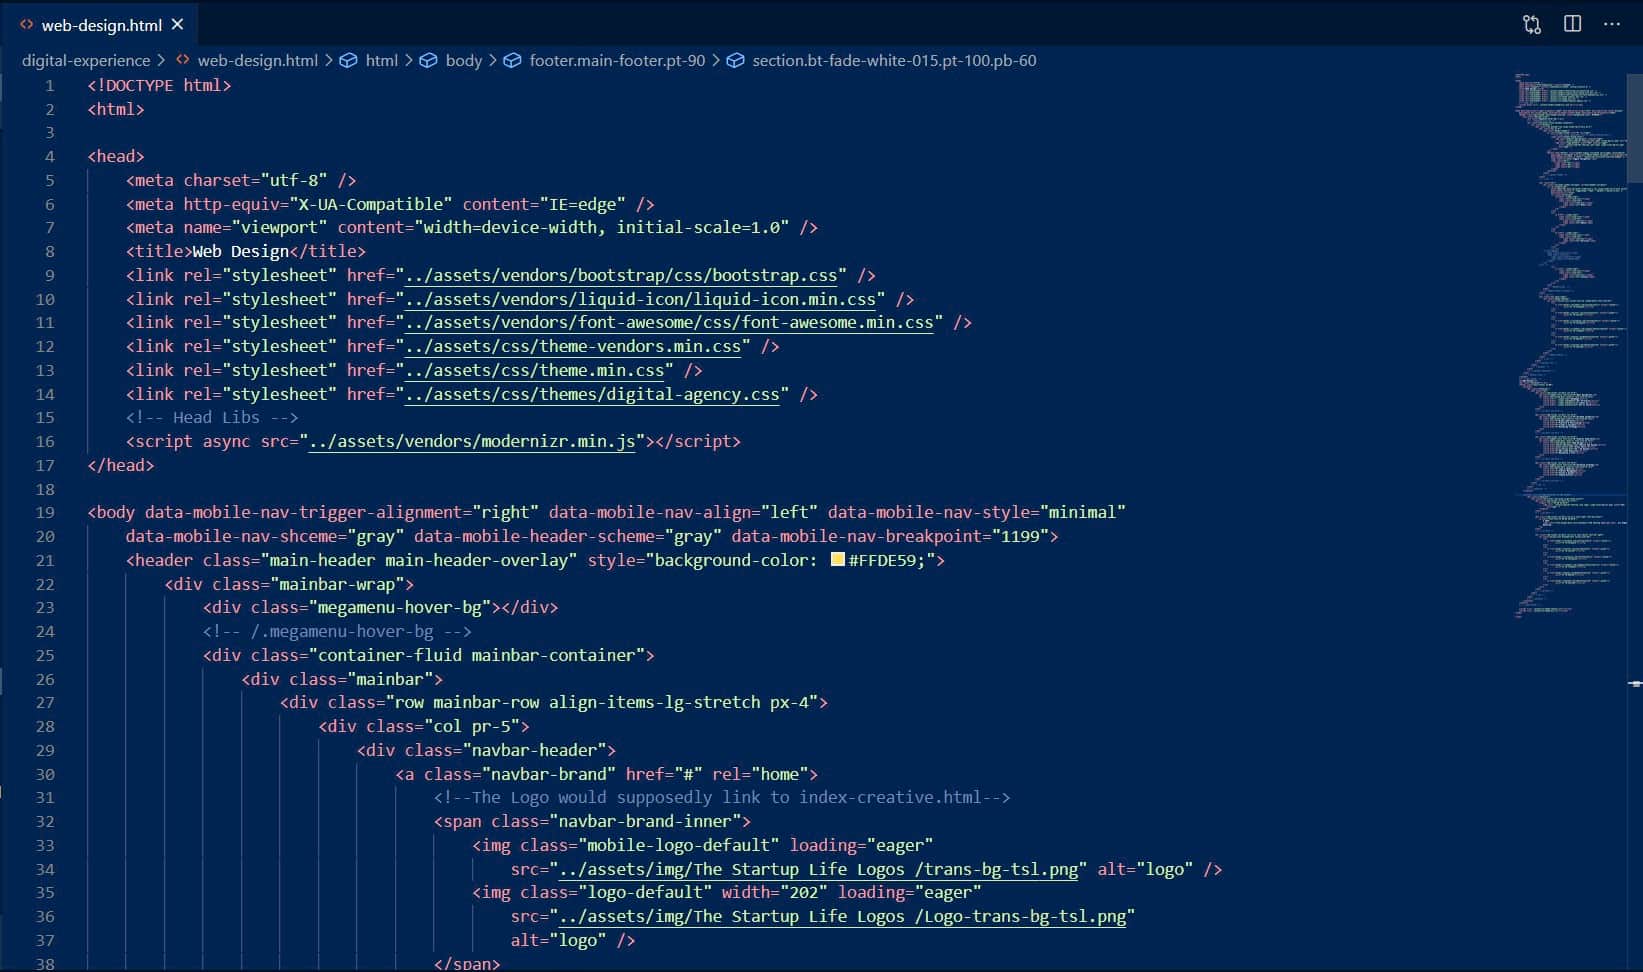 web-design.html
digital-experience > web-design.html > html > body > footer.main-footer.pt-90 > section.bt-fade-white-015.pt-100.pb-60
1 <!DOCTYPE html>
2 <html>
3
4 <head>
5 <meta charset="utf-8" />
6 <meta http-equiv="X-UA-Compatible" content="IE=edge" />
7 <meta name="viewport" content="width=device-width, initial-scale=1.0" />
8 <title>Web Design</title>
9 <link rel="stylesheet" href="../assets/vendors/bootstrap/css/bootstrap.css" />
10 <link rel="stylesheet" href="../assets/vendors/liquid-icon/liquid-icon.min.css" />
11 <link rel="stylesheet" href="../assets/vendors/font-awesome/css/font-awesome.min.css" />
12 <link rel="stylesheet" href="../assets/css/theme-vendors.min.css" />
13 <link rel="stylesheet" href="../assets/css/theme.min.css" />
14 <link rel="stylesheet" href="../assets/css/themes/digital-agency.css" />
15 <!-- Head Libs -->
16 <script async src="../assets/vendors/modernizr.min.js"></script>
17 </head>
18
19 <body data-mobile-nav-trigger-alignment="right" data-mobile-nav-align="left" data-mobile-nav-style="minimal"
20 data-mobile-nav-shceme="gray" data-mobile-header-scheme="gray" data-mobile-nav-breakpoint="1199">
21 <header class="main-header main-header-overlay" style="background-color: #FFDE59;">
22 <div class="mainbar-wrap">
23 <div class="megamenu-hover-bg"></div>
24 <!-- /.megamenu-hover-bg -->
25 <div class="container-fluid mainbar-container">
26 <div class="mainbar">
27 <div class="row mainbar-row align-items-lg-stretch px-4">
28 <div class="col pr-5">
29 <div class="navbar-header">
30 <a class="navbar-brand" href="#" rel="home">
31 <!--The Logo would supposedly link to index-creative.html-->
32 <span class="navbar-brand-inner">
33 <img class="mobile-logo-default" loading="eager"
34 src="../assets/img/The Startup Life Logos /trans-bg-tsl.png" alt="logo" />
35 <img class="logo-default" width="202" loading="eager"
36 src="../assets/img/The Startup Life Logos /Logo-trans-bg-tsl.png"
37 alt="logo" />
38 </span>